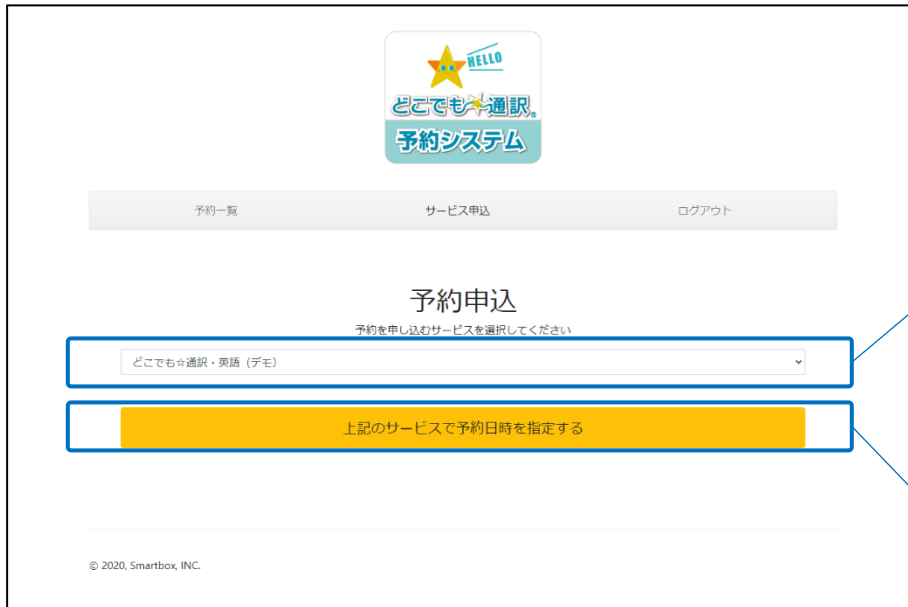 HELLO
どこでも☆通訳®
予約システム
予約一覧 サービス申込 ログアウト
予約申込
予約を申し込むサービスを選択してください
どこでも☆通訳・英語（デモ）
上記のサービスで予約日時を指定する
© 2020, Smartbox, INC.